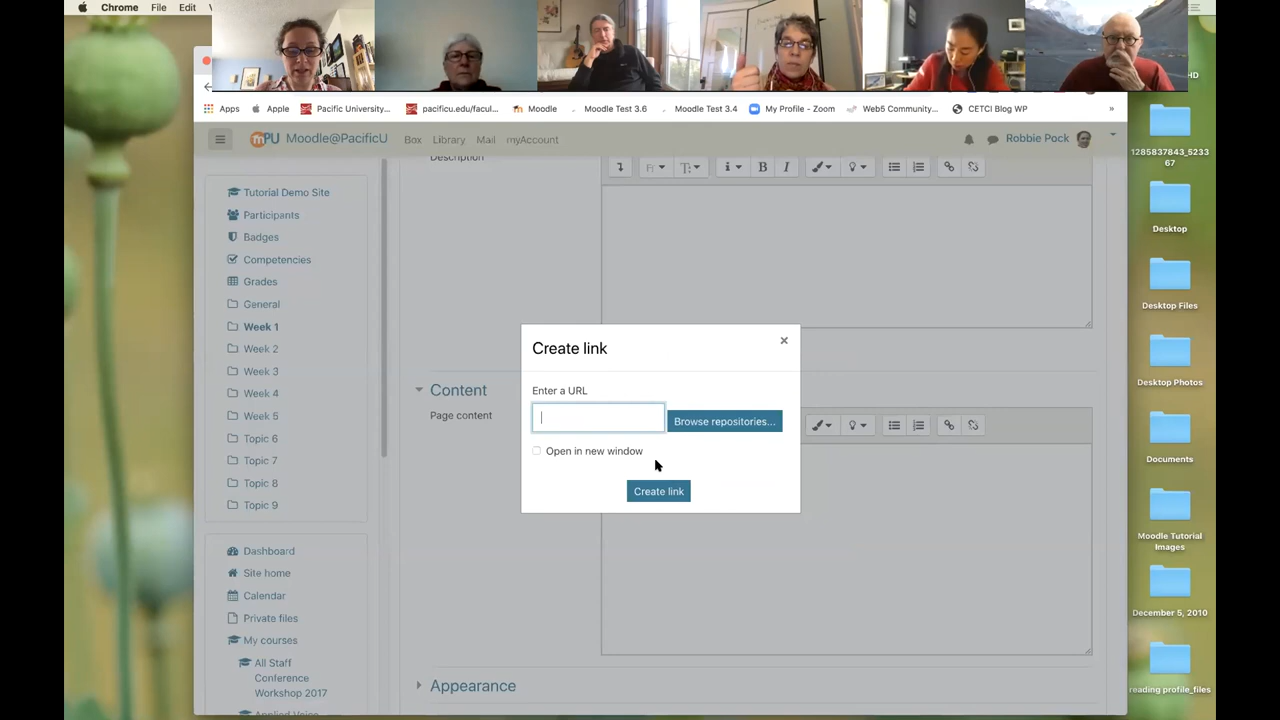 Chrome File Edit
HD
Apps Apple Pacific University... pacificu.edu/facul... Moodle Moodle Test 3.6 Moodle Test 3.4 My Profile - Zoom Web5 Community... CETCI Blog WP »
mPU Moodle@PacificU Box Library Mail myAccount Robbie Pock
Tutorial Demo Site
Participants
Badges
Competencies
Grades
General
Week 1
Week 2
Week 3
Week 4
Week 5
Topic 6
Topic 7
Topic 8
Topic 9
Dashboard
Site home
Calendar
Private files
My courses
All Staff
Conference
Workshop 2017
Applied Voice
Description
B I
Content
Page content
Appearance
Create link ×
Enter a URL
Browse repositories...
Open in new window
Create link
1285837843_5233
67
Desktop
Desktop Files
Desktop Photos
Documents
Moodle Tutorial
Images
December 5, 2010
reading profile_files